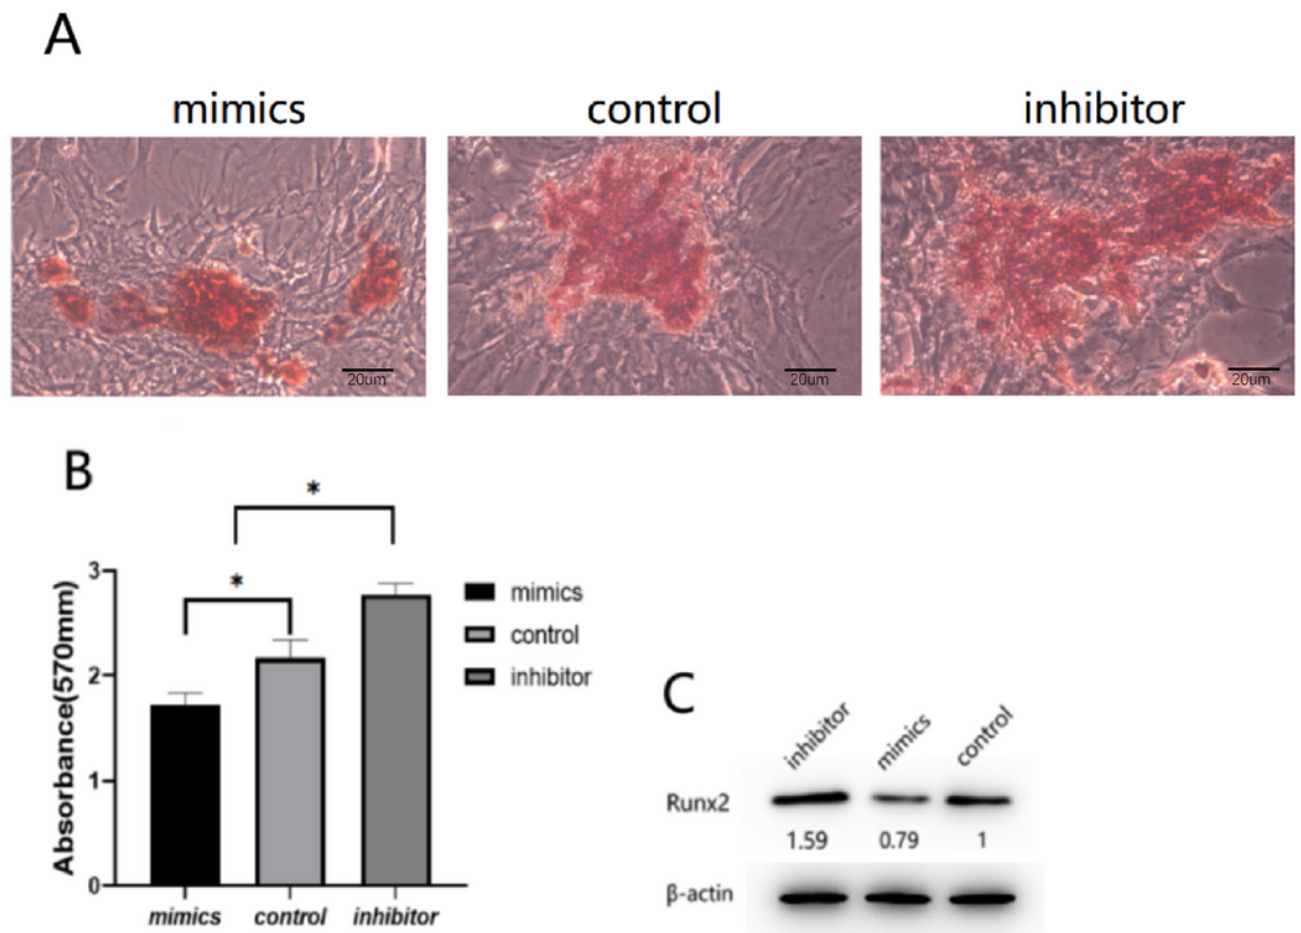 A
mimics control inhibitor
20um 20um 20um
B
*
*
3
2
1
0
Absorbance(570mm)
mimics
control
inhibitor
mimics control inhibitor
C
inhibitor mimics control
Runx2
1.59 0.79 1
β-actin